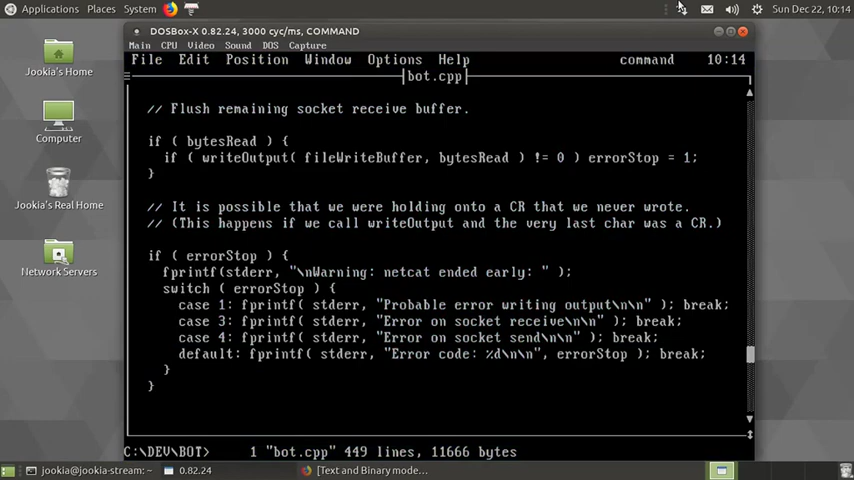 Applications Places System Sun Dec 22, 10:14
DOSBox-X 0.82.24, 3000 cyc/ms, COMMAND
Main CPU Video Sound DOS Capture
File Edit Position Window Options Help command 10:14
bot.cpp
// Flush remaining socket receive buffer.
if ( bytesRead ) {
if ( writeOutput( fileWriteBuffer, bytesRead ) != 0 ) errorStop = 1;
}
// It is possible that we were holding onto a CR that we never wrote.
// (This happens if we call writeOutput and the very last char was a CR.)
if ( errorStop ) {
fprintf(stderr, "\nWarning: netcat ended early: " );
switch ( errorStop ) {
case 1: fprintf( stderr, "Probable error writing output\n\n" ); break;
case 3: fprintf( stderr, "Error on socket receive\n\n" ); break;
case 4: fprintf( stderr, "Error on socket send\n\n" ); break;
default: fprintf( stderr, "Error code: %d\n\n", errorStop ); break;
}
}
C:\DEV\BOT> 1 "bot.cpp" 449 lines, 11666 bytes
Jookia's Home
Computer
Jookia's Real Home
Network Servers
jookia@jookia-stream: ~ 0.82.24 [Text and Binary mode...